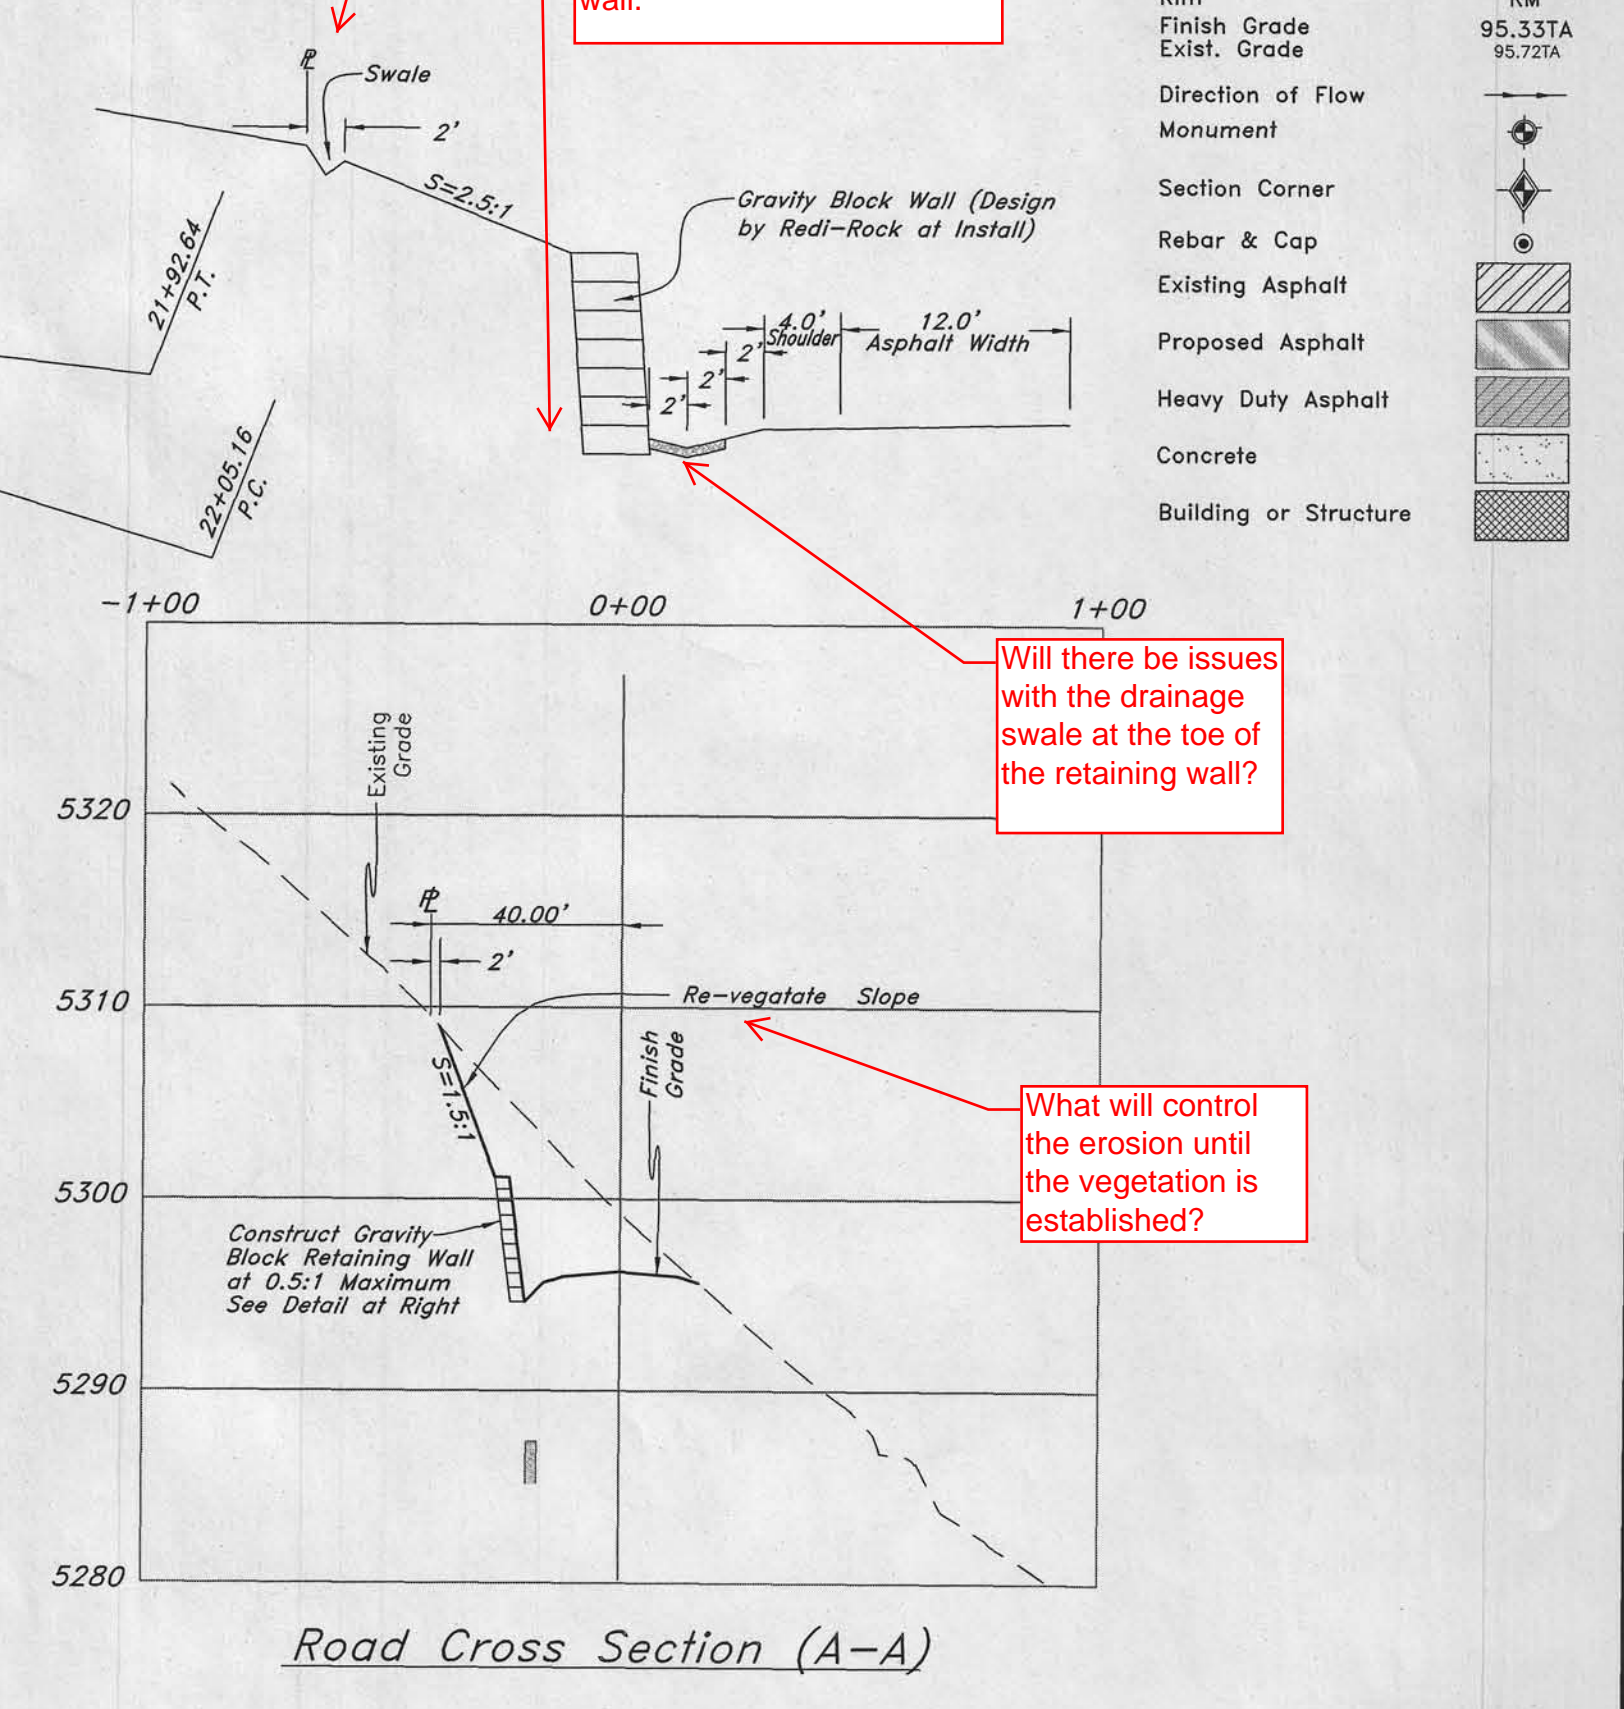 wall.
RM
Finish Grade 95.33TA
Exist. Grade 95.72TA
Direction of Flow
Monument
Section Corner
Rebar & Cap
Existing Asphalt
Proposed Asphalt
Heavy Duty Asphalt
Concrete
Building or Structure
PL
Swale
2'
S=2.5:1
Gravity Block Wall (Design
by Redi-Rock at Install)
4.0'
Shoulder
12.0'
Asphalt Width
2'
2'
2'
21+92.64
P.T.
22+05.16
P.C.
-1+00
0+00
1+00
Will there be issues
with the drainage
swale at the toe of
the retaining wall?
Existing
Grade
5320
PL
40.00'
2'
5310
Re-vegatate Slope
S=1.5:1
Finish
Grade
What will control
the erosion until
the vegetation is
established?
5300
Construct Gravity
Block Retaining Wall
at 0.5:1 Maximum
See Detail at Right
5290
5280
Road Cross Section (A-A)